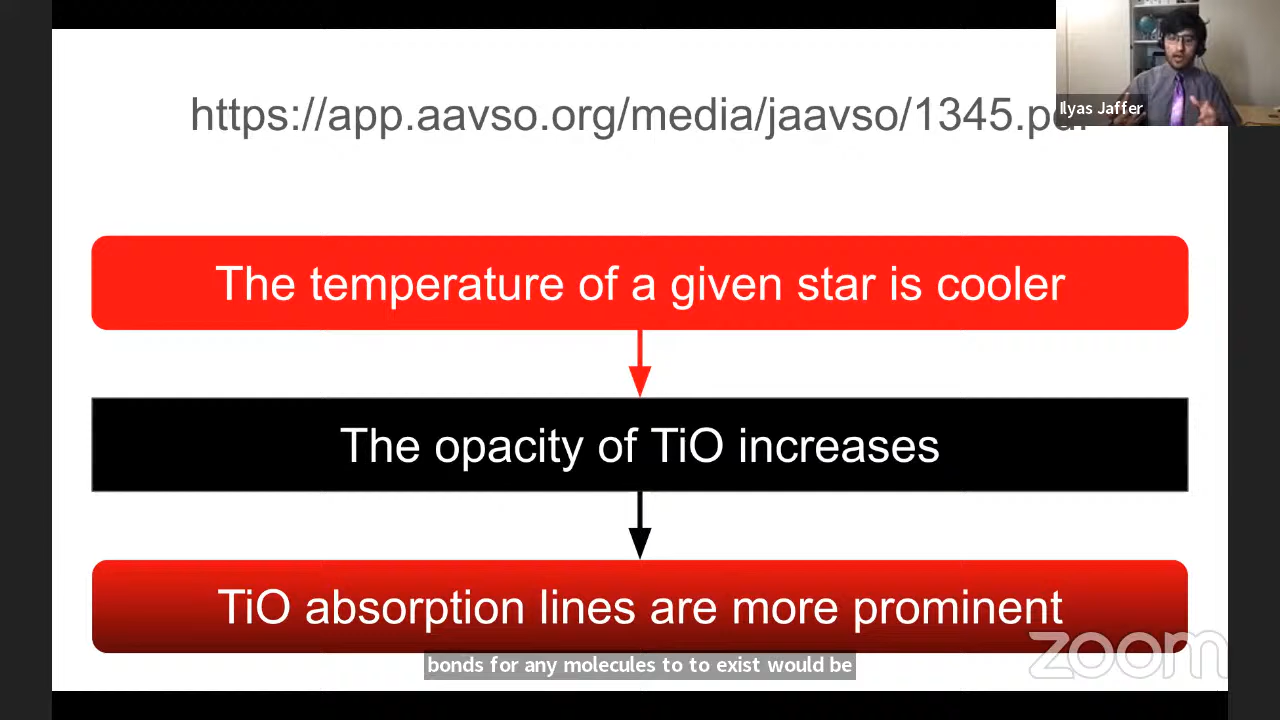 https://app.aavso.org/media/jaavso/1345.pdf
Ilyas Jaffer
The temperature of a given star is cooler
The opacity of TiO increases
TiO absorption lines are more prominent
zoom
bonds for any molecules to to exist would be